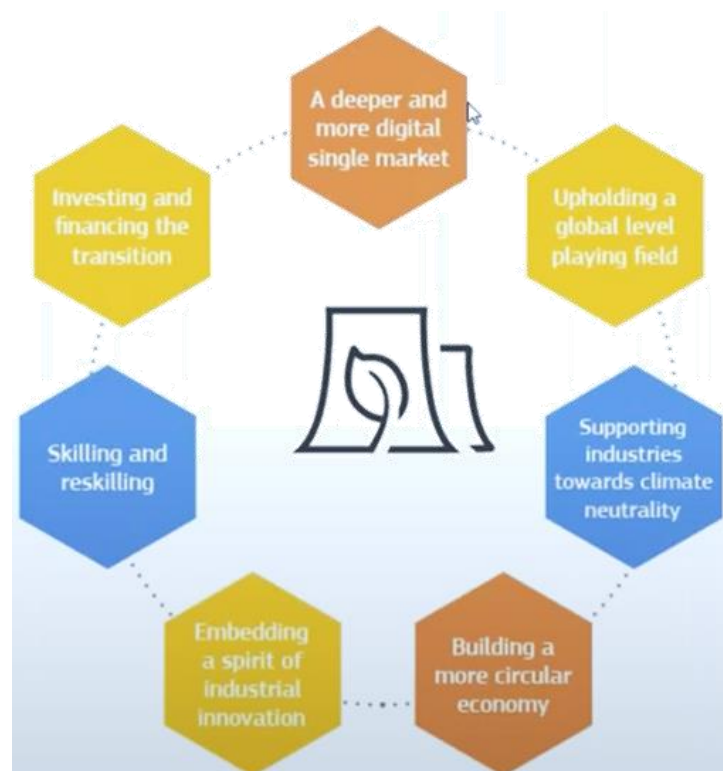 A deeper and
more digital
single market
Investing and
financing the
transition
Upholding a
global level
playing field
Skilling and
reskilling
Supporting
industries
towards climate
neutrality
Embedding
a spirit of
industrial
innovation
Building a
more circular
economy